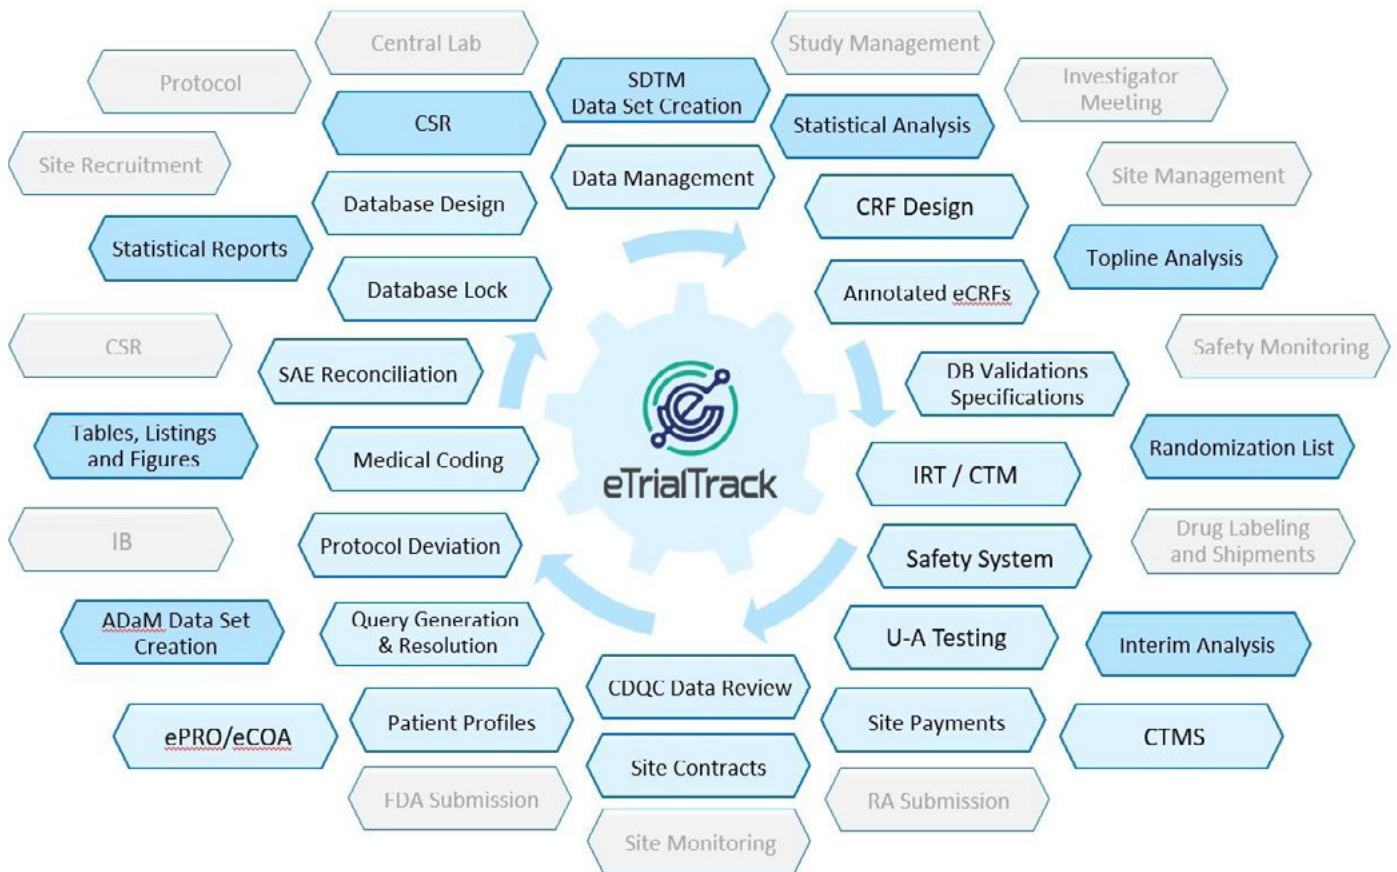 Central Lab
Study Management
Protocol
SDTM
Data Set Creation
Investigator
Meeting
CSR
Statistical Analysis
Site Recruitment
Data Management
Site Management
Database Design
CRF Design
Statistical Reports
Topline Analysis
Database Lock
Annotated eCRFs
CSR
Safety Monitoring
SAE Reconciliation
DB Validations
Specifications
Tables, Listings
and Figures
Medical Coding
eTrialTrack
IRT / CTM
Randomization List
IB
Protocol Deviation
Safety System
Drug Labeling
and Shipments
ADaM Data Set
Creation
Query Generation
& Resolution
U-A Testing
Interim Analysis
CDQC Data Review
ePRO/eCOA
Patient Profiles
Site Payments
CTMS
Site Contracts
FDA Submission
RA Submission
Site Monitoring